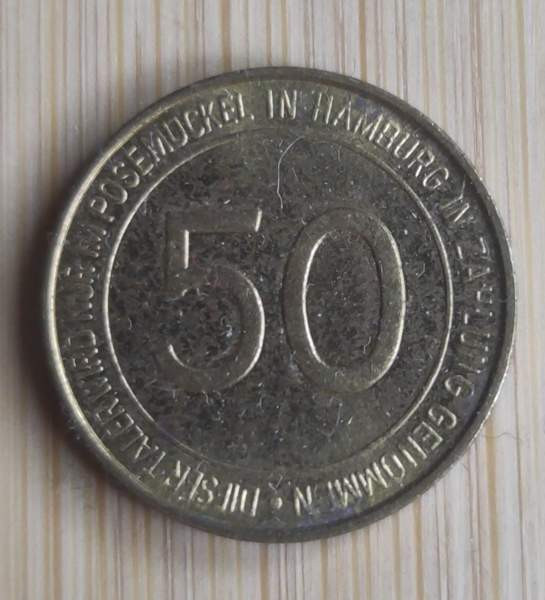 DIESER TALER WIRD NUR IM POSEMUCKEL IN HAMBURG IN ZAHLUNG GENOMMEN
50